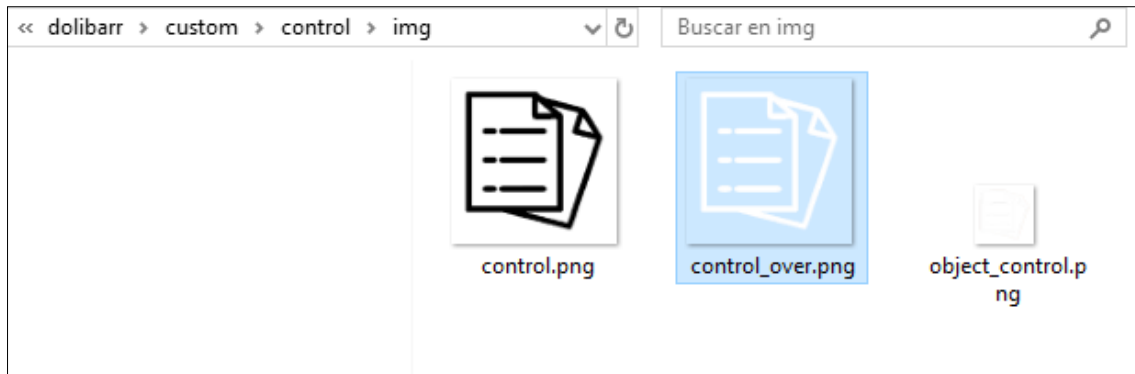 « dolibarr > custom > control > img
Buscar en img
control.png
control_over.png
object_control.p
ng